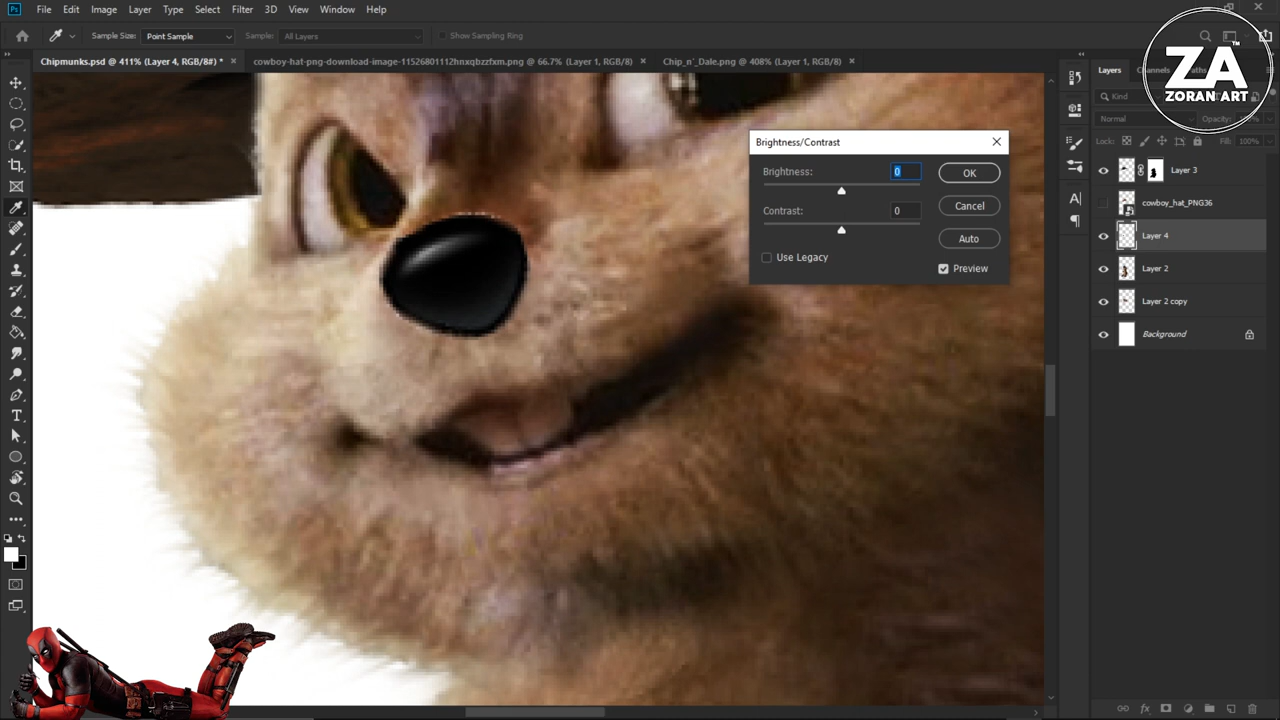 Ps File Edit Image Layer Type Select Filter 3D View Window Help
Sample Size: Point Sample Sample: All Layers Show Sampling Ring
Chipmunks.psd @ 411% (Layer 4, RGB/8#) * × cowboy-hat-png-download-image-11526801112hnxqbzzfxm.png @ 66.7% (Layer 1, RGB/8) × Chip_n'_Dale.png @ 408% (Layer 1, RGB/8) ×
Layers Channels Paths
Kind
Normal Opacity:
Lock: Fill: 100%
Layer 3
cowboy_hat_PNG36
Layer 4
Layer 2
Layer 2 copy
Background
Brightness/Contrast
Brightness: 0
OK
Cancel
Contrast: 0
Auto
Use Legacy
Preview
ZA™
ZORAN ART